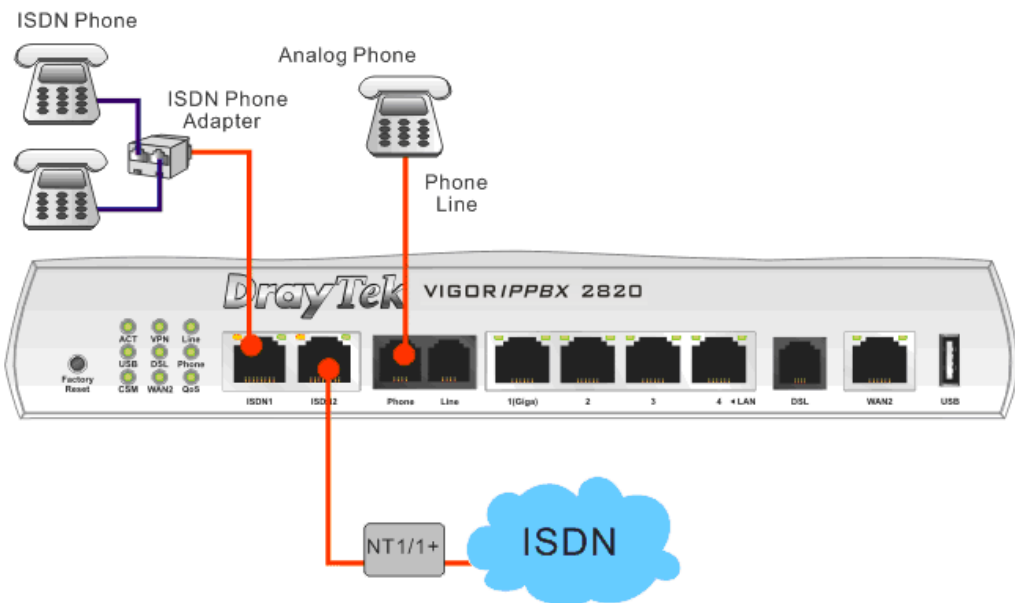 ISDN Phone
Analog Phone
ISDN Phone
Adapter
Phone
Line
DrayTek VIGORIPPBX 2820
ACT VPN Line
USB DSL Phone
CSM WAN2 QoS
Factory
Reset
ISDN1 ISDN2 Phone Line 1(Giga) 2 3 4 ◂LAN DSL WAN2 USB
NT1/1+
ISDN